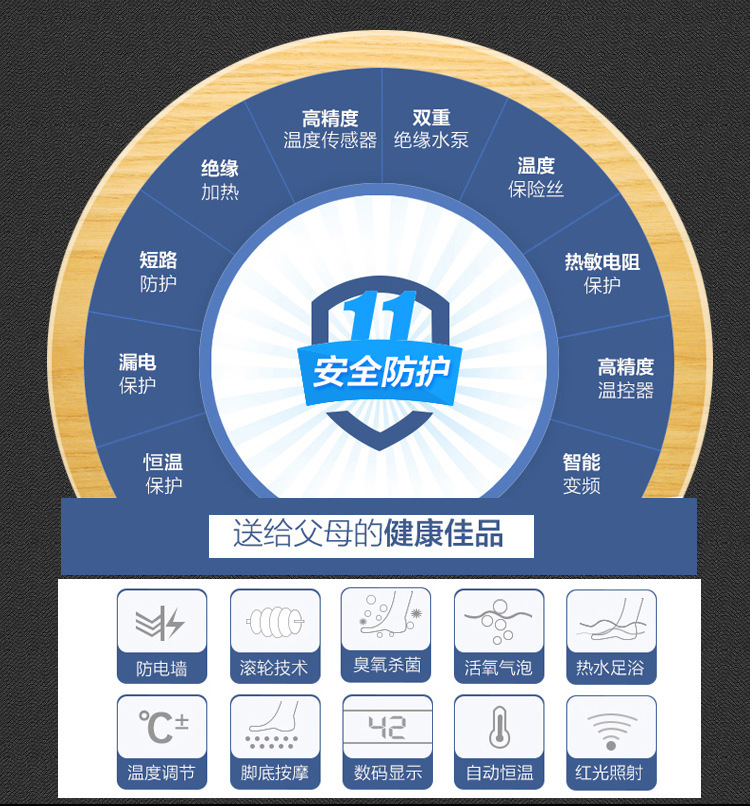 高精度
温度传感器
双重
绝缘水泵
绝缘
加热
温度
保险丝
短路
防护
热敏电阻
保护
漏电
保护
高精度
温控器
恒温
保护
智能
变频
11
安全防护
送给父母的健康佳品
防电墙
滚轮技术
臭氧杀菌
活氧气泡
热水足浴
℃±
42
温度调节
脚底按摩
数码显示
自动恒温
红光照射